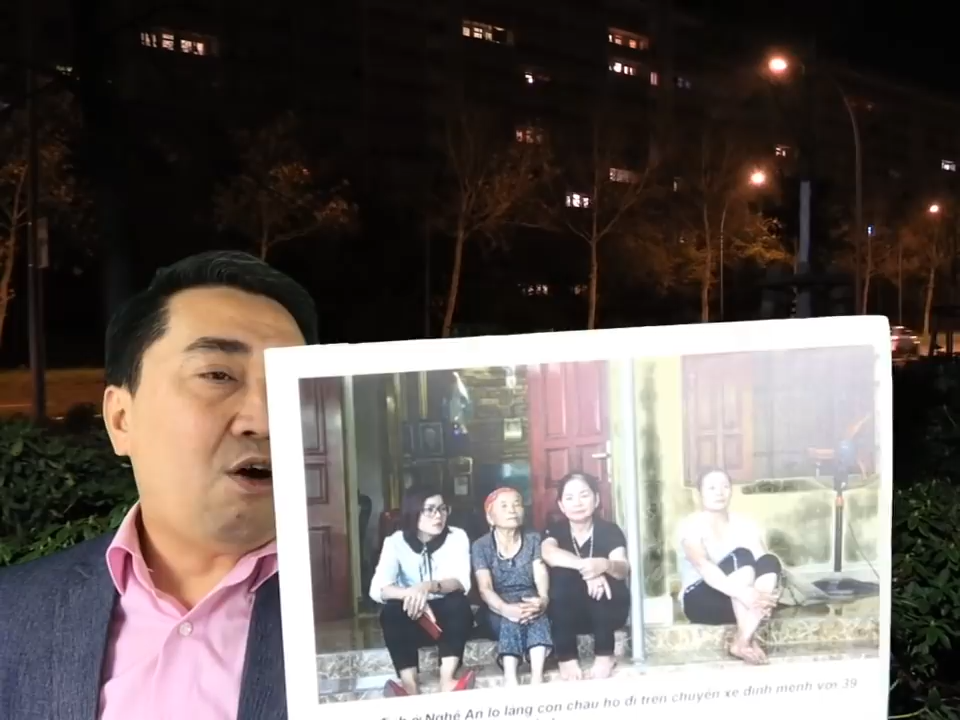 ở Nghệ An lo lắng con cháu họ đi trên chuyến xe định mệnh với 39